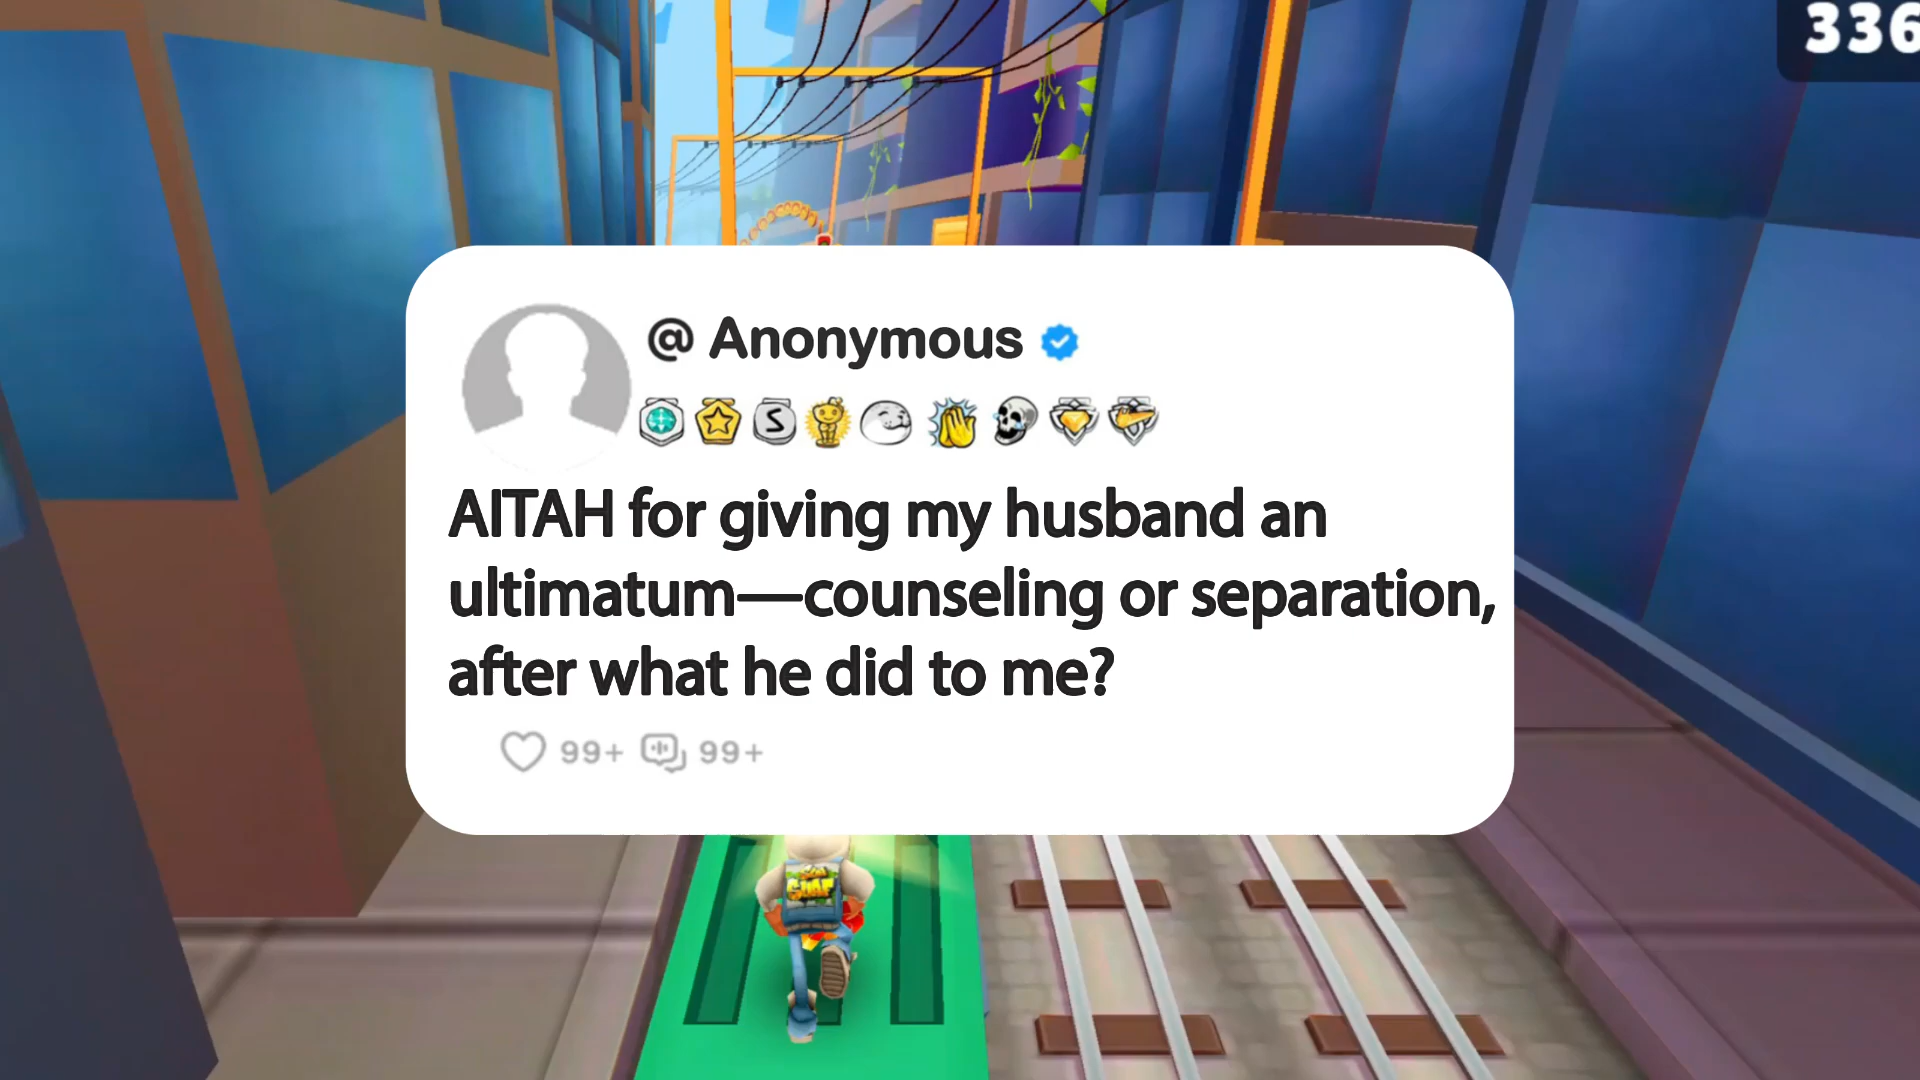 336
@ Anonymous
AITAH for giving my husband an
ultimatum—counseling or separation,
after what he did to me?
99+ 99+